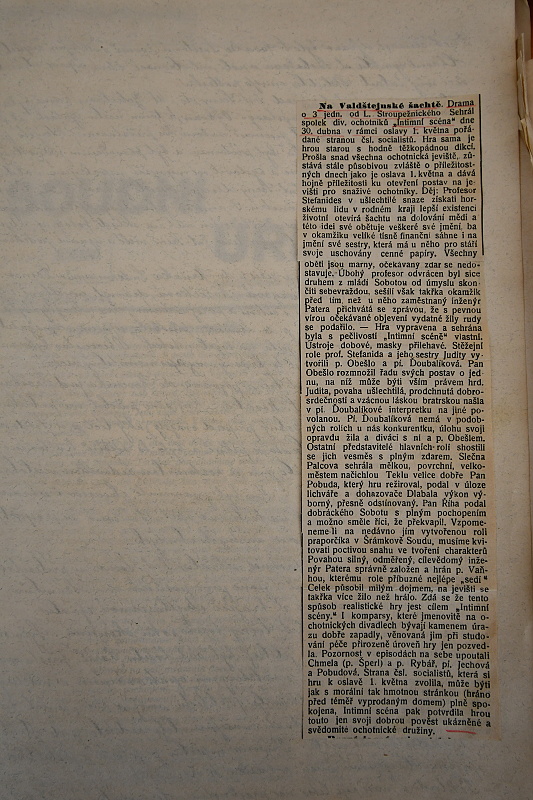 Na Valdštejnské šachtě. Drama
o 3 jedn. od L. Stroupežnického Sehrál
spolek div. ochotníků „Intimní scéna" dne
30. dubna v rámci oslavy 1. května pořá-
dané stranou čsl. socialistů. Hra sama je
hrou starou s hodně těžkopádnou dikcí.
Prošla snad všechna ochotnická jeviště, zů-
stává stále působivou zvláště o příležitost-
ných dnech jako je oslava 1. května a dává
hojně příležitosti ku otevření postav na je-
višti pro snaživé ochotníky. Děj: Profesor
Stefanides v ušlechtilé snaze získati hor-
skému lidu v rodném kraji lepší existenci
životní otevírá šachtu na dolování mědi a
této idei své obětuje veškeré své jmění, ba
v okamžiku veliké tísně finanční sáhne i na
jmění své sestry, která má u něho pro stáří
svoje uschovány cenné papíry. Všechny
oběti jsou marny, očekávaný zdar se nedo-
stavuje. Úbohý profesor odvrácen byl sice
druhem z mládí Sobotou od úmyslu skon-
čiti sebevraždou, sešílí však takřka okamžik
před tím, než u něho zaměstnaný inženýr
Patera přichvátá se zprávou, že s pevnou
vírou očekávané objevení vydatné žíly rudy
se podařilo. — Hra vypravena a sehrána
byla s pečlivostí „Intimní scéně" vlastní.
Ústroje dobové, masky přiléhavé. Stěžejní
role prof. Stefanida a jeho sestry Judity vy-
tvořili p. Obešlo a pí. Doubalíková. Pan
Obešlo rozmnožil řadu svých postav o jed-
nu, na níž může býti vším právem hrd.
Judita, povaha ušlechtilá, prodchnutá dobro-
srdečností a vzácnou láskou bratrskou našla
v pí. Doubalíkové interpretku na jiné po-
volanou. Pí. Doubalíková nemá v podob-
ných rolích u nás konkurentku, úlohu svoji
opravdu žila a diváci s ní a p. Obešlem.
Ostatní představitelé hlavních rolí shostili
se jich vesměs s plným zdarem. Slečna
Palcova sehrála mělkou, povrchní, velko-
městem načichlou Teklu velice dobře Pan
Pobuda, který hru režíroval, podal v úloze
lichváře a dohazovače Dlabala výkon vý-
borný, přesně odstínovaný. Pan Říha podal
dobráckého Sobotu s plným pochopením
a možno směle říci, že překvapil. Vzpome-
neme-li na nedávno jím vytvořenou roli
praporčíka v Šrámkově Soudu, musíme kvi-
tovati poctivou snahu ve tvoření charakterů
Povahou silný, odměřený, cílevědomý inže-
nýr Patera správně založen a hrán p. Vaň-
hou, kterému role příbuzné nejlépe „sedí"
Celek působil milým dojmem, na jevišti se
takřka více žilo než hrálo. Zdá se že tento
způsob realistické hry jest cílem „Intimní
scény." I komparsy, které jmenovitě na o-
chotnických divadlech bývají kamenem úra-
zu dobře zapadly, věnovaná jim při studo-
vání péče přirozeně úroveň hry jen pozved-
la. Pozornost v episodách na sebe upoutali
Chmela (p. Šperl) a p. Rybář, pí. Jechová
a Pobudová. Strana čsl. socialistů, která si
hru k oslavě 1. května zvolila, může býti
jak s morální tak hmotnou stránkou (hráno
před téměř vyprodaným domem) plně spo-
kojena, Intimní scéna pak potvrdila hrou
touto jen svoji dobrou pověst ukázněné a
svědomité ochotnické družiny.